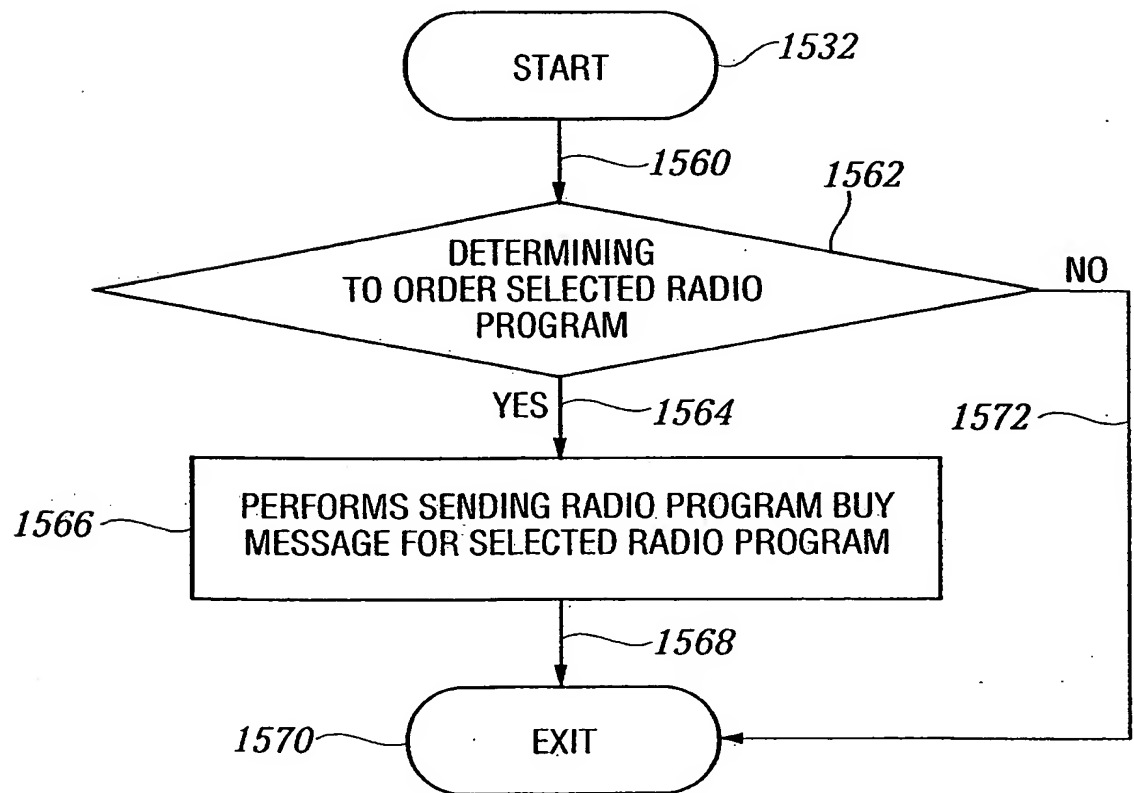 START
1532
1560
1562
DETERMINING
TO ORDER SELECTED RADIO
PROGRAM
NO
YES
1564
1572
1566
PERFORMS SENDING RADIO PROGRAM BUY
MESSAGE FOR SELECTED RADIO PROGRAM
1568
1570
EXIT